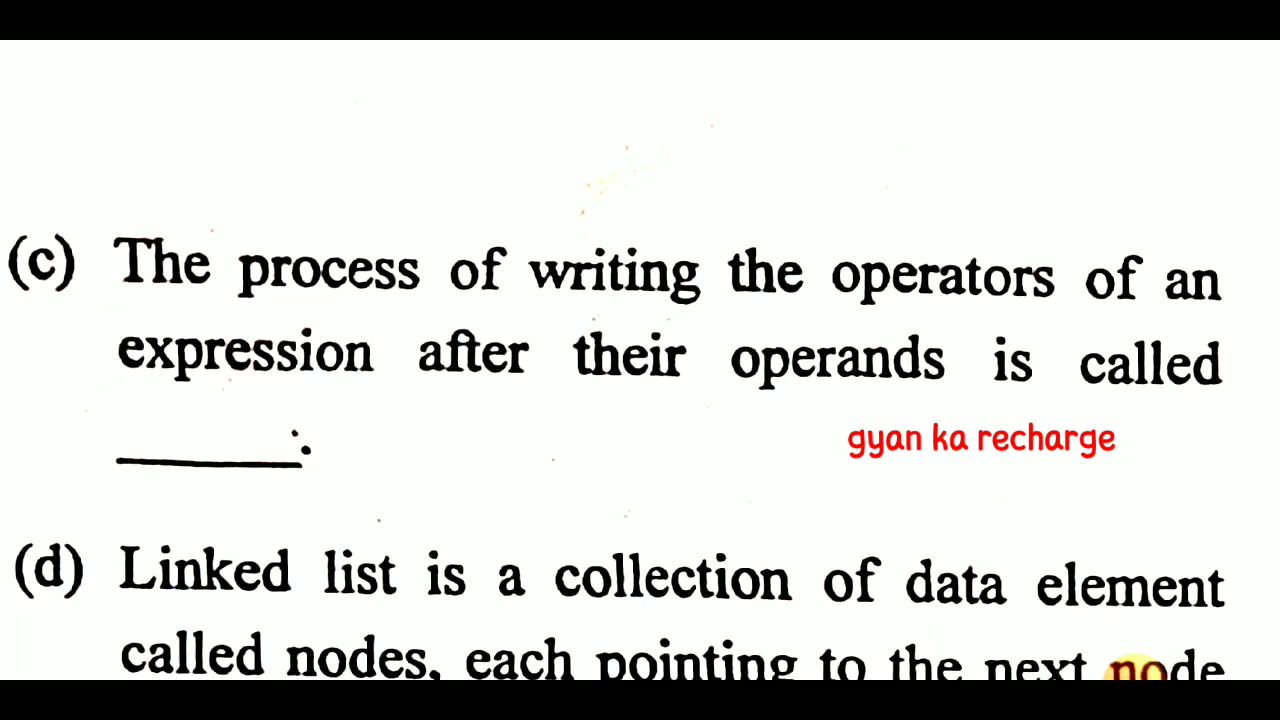 (c) The process of writing the operators of an
expression after their operands is called
_______.
gyan ka recharge
(d) Linked list is a collection of data element
called nodes, each pointing to the next node